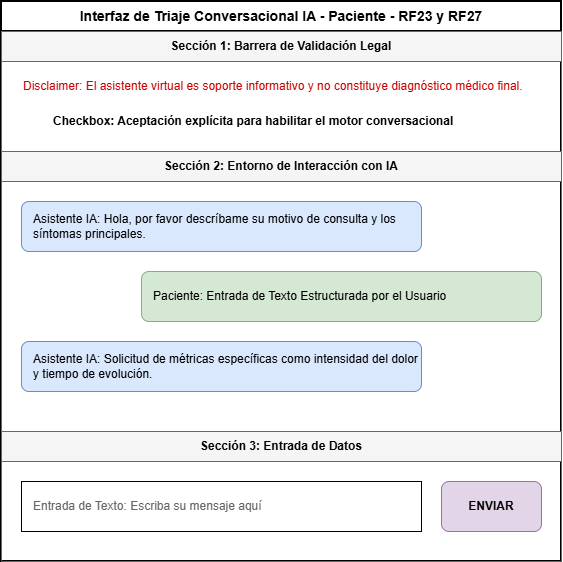 Interfaz de Triaje Conversacional IA - Paciente - RF23 y RF27
Sección 1: Barrera de Validación Legal
Disclaimer: El asistente virtual es soporte informativo y no constituye diagnóstico médico final.
Checkbox: Aceptación explícita para habilitar el motor conversacional
Sección 2: Entorno de Interacción con IA
Asistente IA: Hola, por favor descríbame su motivo de consulta y los
síntomas principales.
Paciente: Entrada de Texto Estructurada por el Usuario
Asistente IA: Solicitud de métricas específicas como intensidad del dolor
y tiempo de evolución.
Sección 3: Entrada de Datos
Entrada de Texto: Escriba su mensaje aquí
ENVIAR